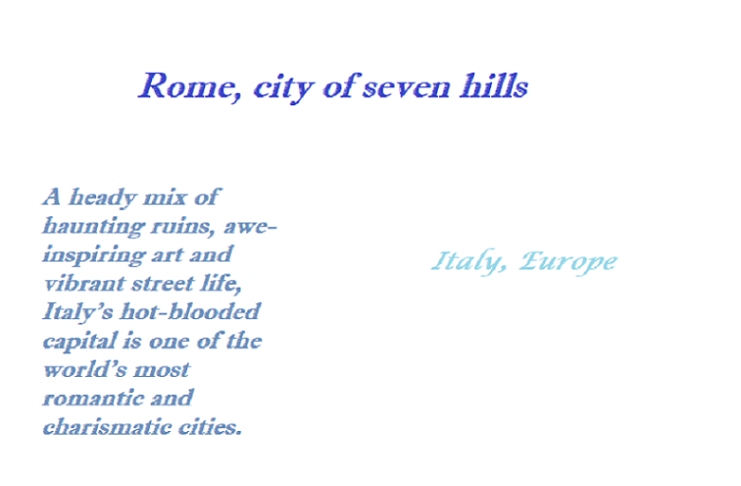 Rome, city of seven hills
A heady mix of
haunting ruins, awe-
inspiring art and
vibrant street life,
Italy's hot-blooded
capital is one of the
world's most
romantic and
charismatic cities.
Italy, Europe